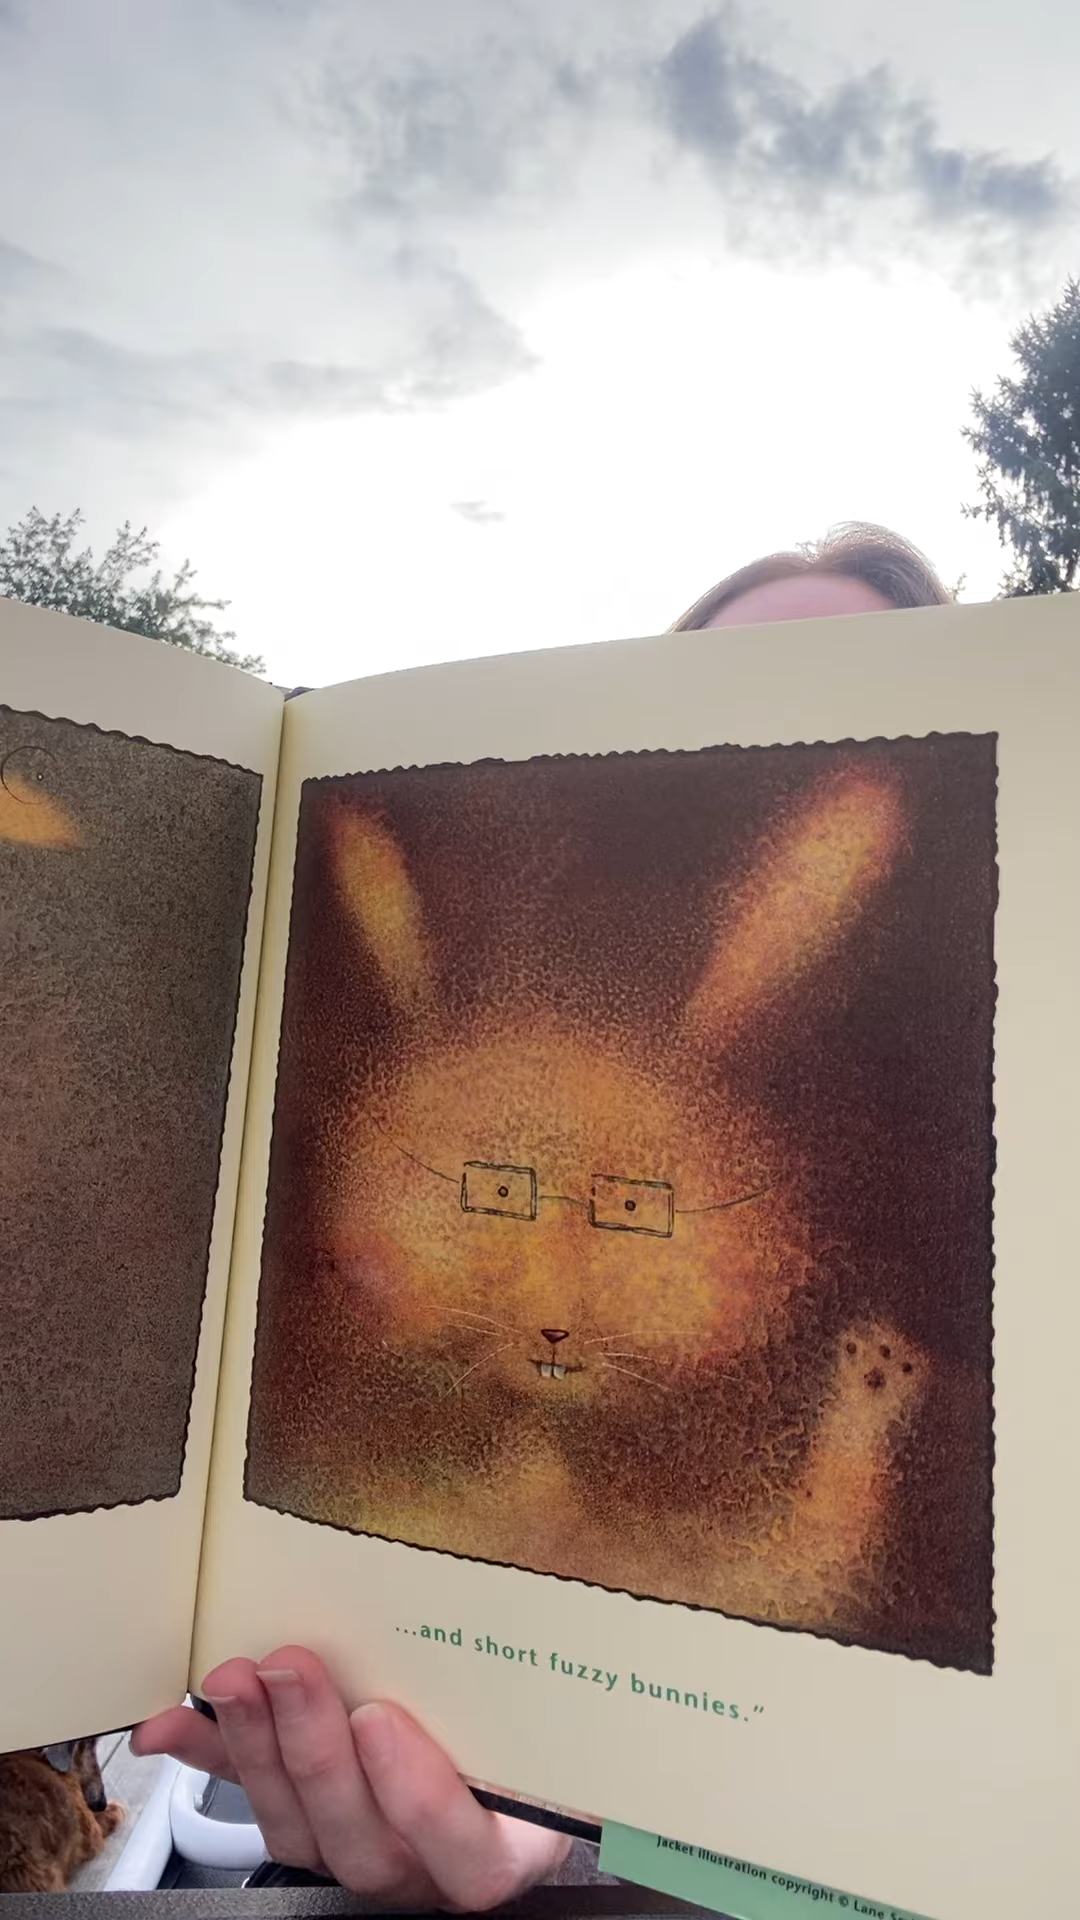 ...and short fuzzy bunnies.”
Jacket illustration copyright © Lane